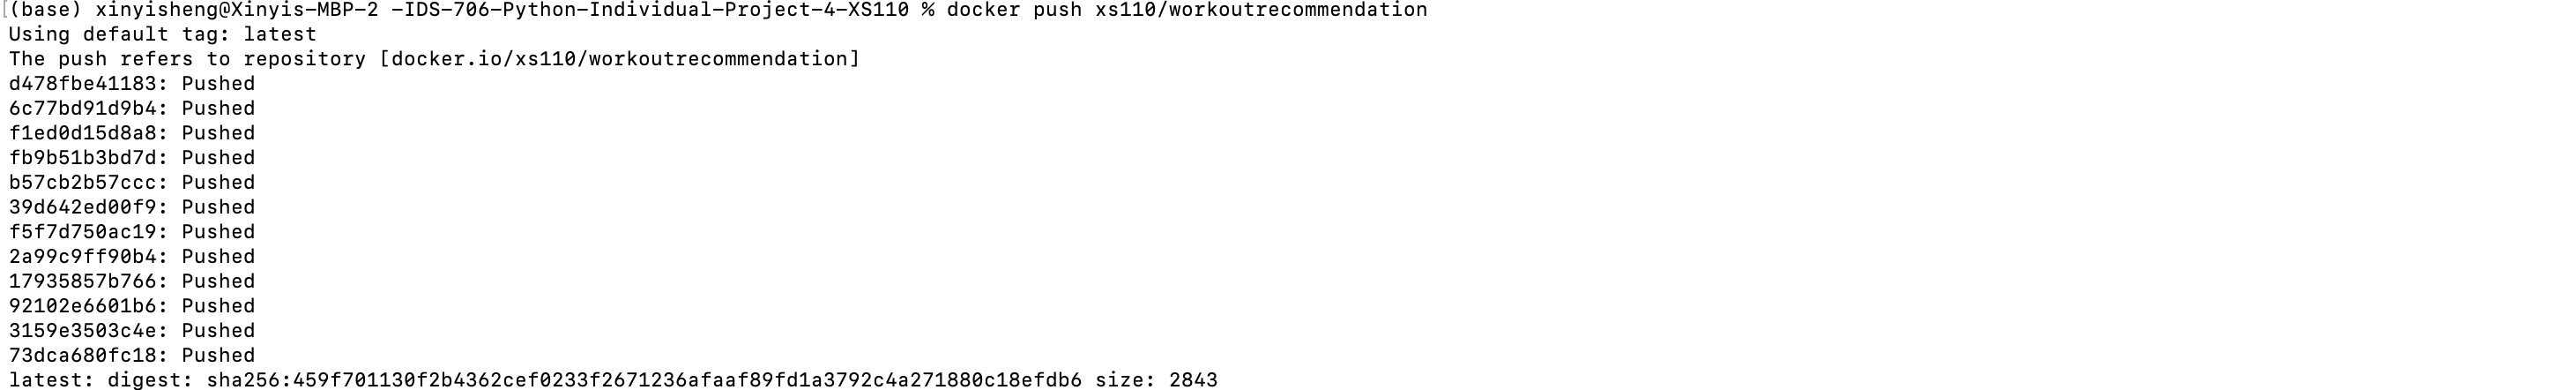 (base) xinyisheng@Xinyis-MBP-2 -IDS-706-Python-Individual-Project-4-XS110 % docker push xs110/workoutrecommendation
Using default tag: latest
The push refers to repository [docker.io/xs110/workoutrecommendation]
d478fbe41183: Pushed
6c77bd91d9b4: Pushed
f1ed0d15d8a8: Pushed
fb9b51b3bd7d: Pushed
b57cb2b57ccc: Pushed
39d642ed00f9: Pushed
f5f7d750ac19: Pushed
2a99c9ff90b4: Pushed
17935857b766: Pushed
92102e6601b6: Pushed
3159e3503c4e: Pushed
73dca680fc18: Pushed
latest: digest: sha256:459f701130f2b4362cef0233f2671236afaaf89fd1a3792c4a271880c18efdb6 size: 2843